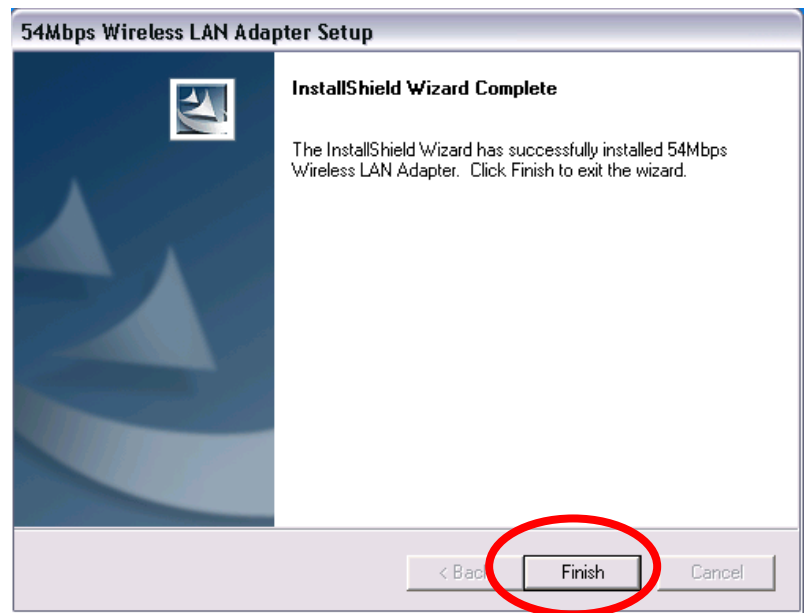 54Mbps Wireless LAN Adapter Setup
InstallShield Wizard Complete
The InstallShield Wizard has successfully installed 54Mbps
Wireless LAN Adapter. Click Finish to exit the wizard.
< Back Finish Cancel